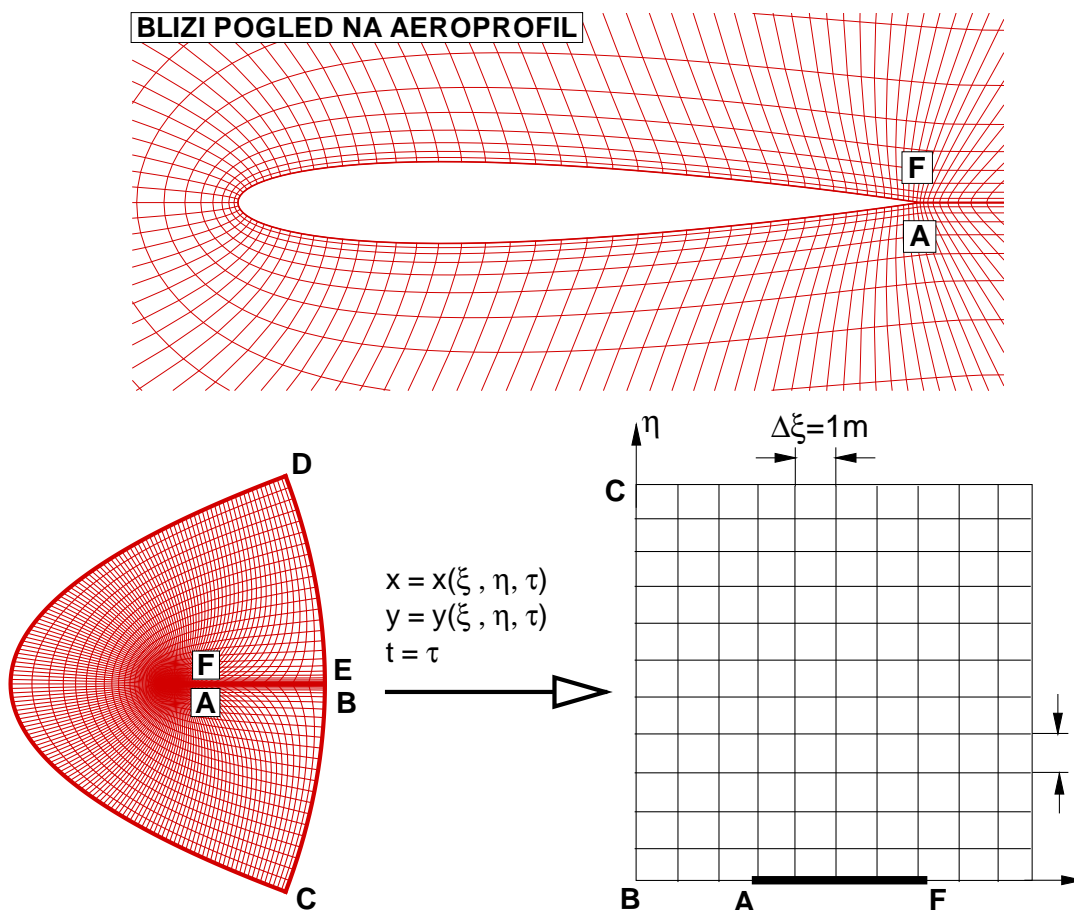 BLIZI POGLED NA AEROPROFIL
F
A
D
η
Δξ=1m
C
x = x(ξ , η, τ)
y = y(ξ , η, τ)
t = τ
F
E
A
B
C
B
A
F